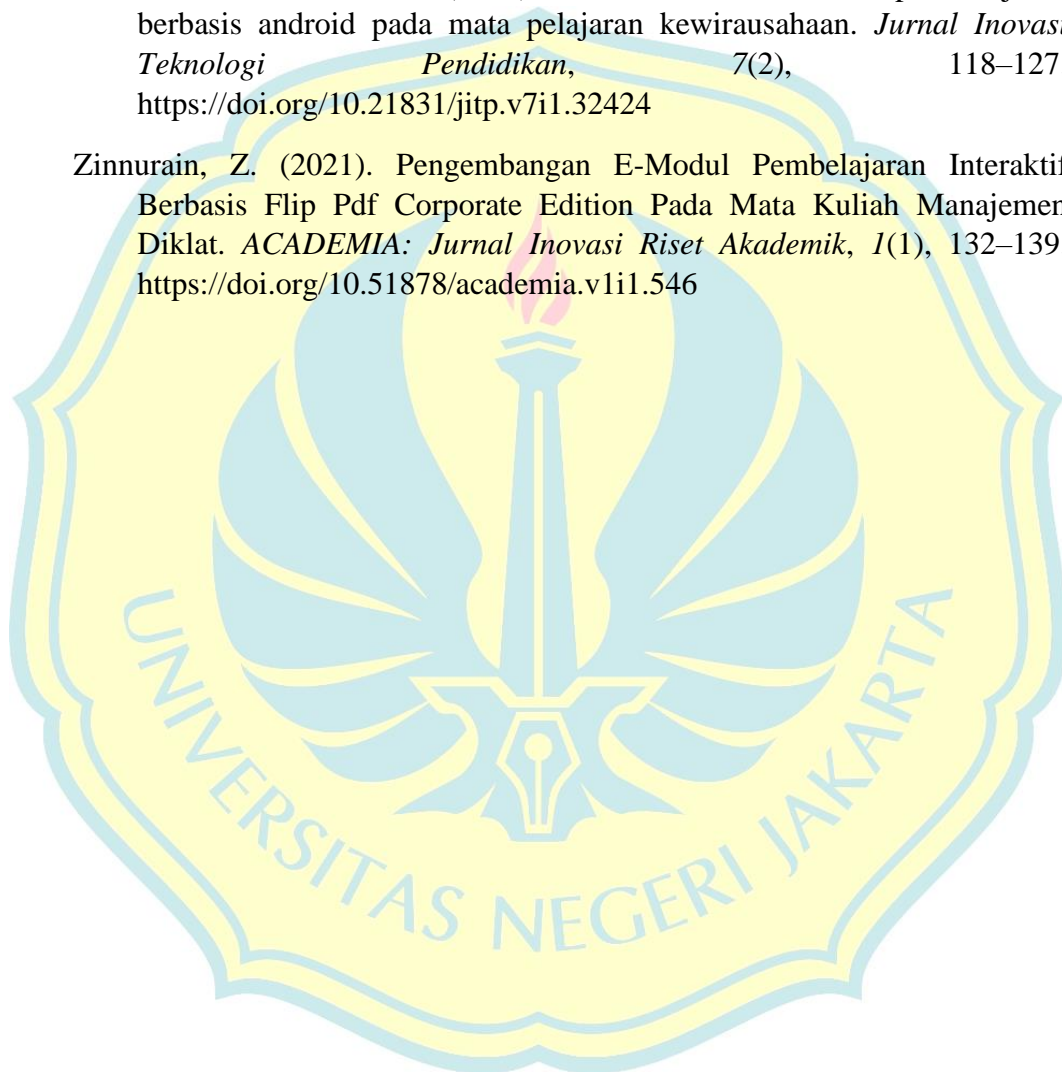 berbasis android pada mata pelajaran kewirausahaan. Jurnal Inovasi
Teknologi Pendidikan, 7(2), 118–127
https://doi.org/10.21831/jitp.v7i1.32424
Zinnurain, Z. (2021). Pengembangan E-Modul Pembelajaran Interaktif
Berbasis Flip Pdf Corporate Edition Pada Mata Kuliah Manajemen
Diklat. ACADEMIA: Jurnal Inovasi Riset Akademik, 1(1), 132–139
https://doi.org/10.51878/academia.v1i1.546
UNIVERSITAS NEGERI JAKARTA